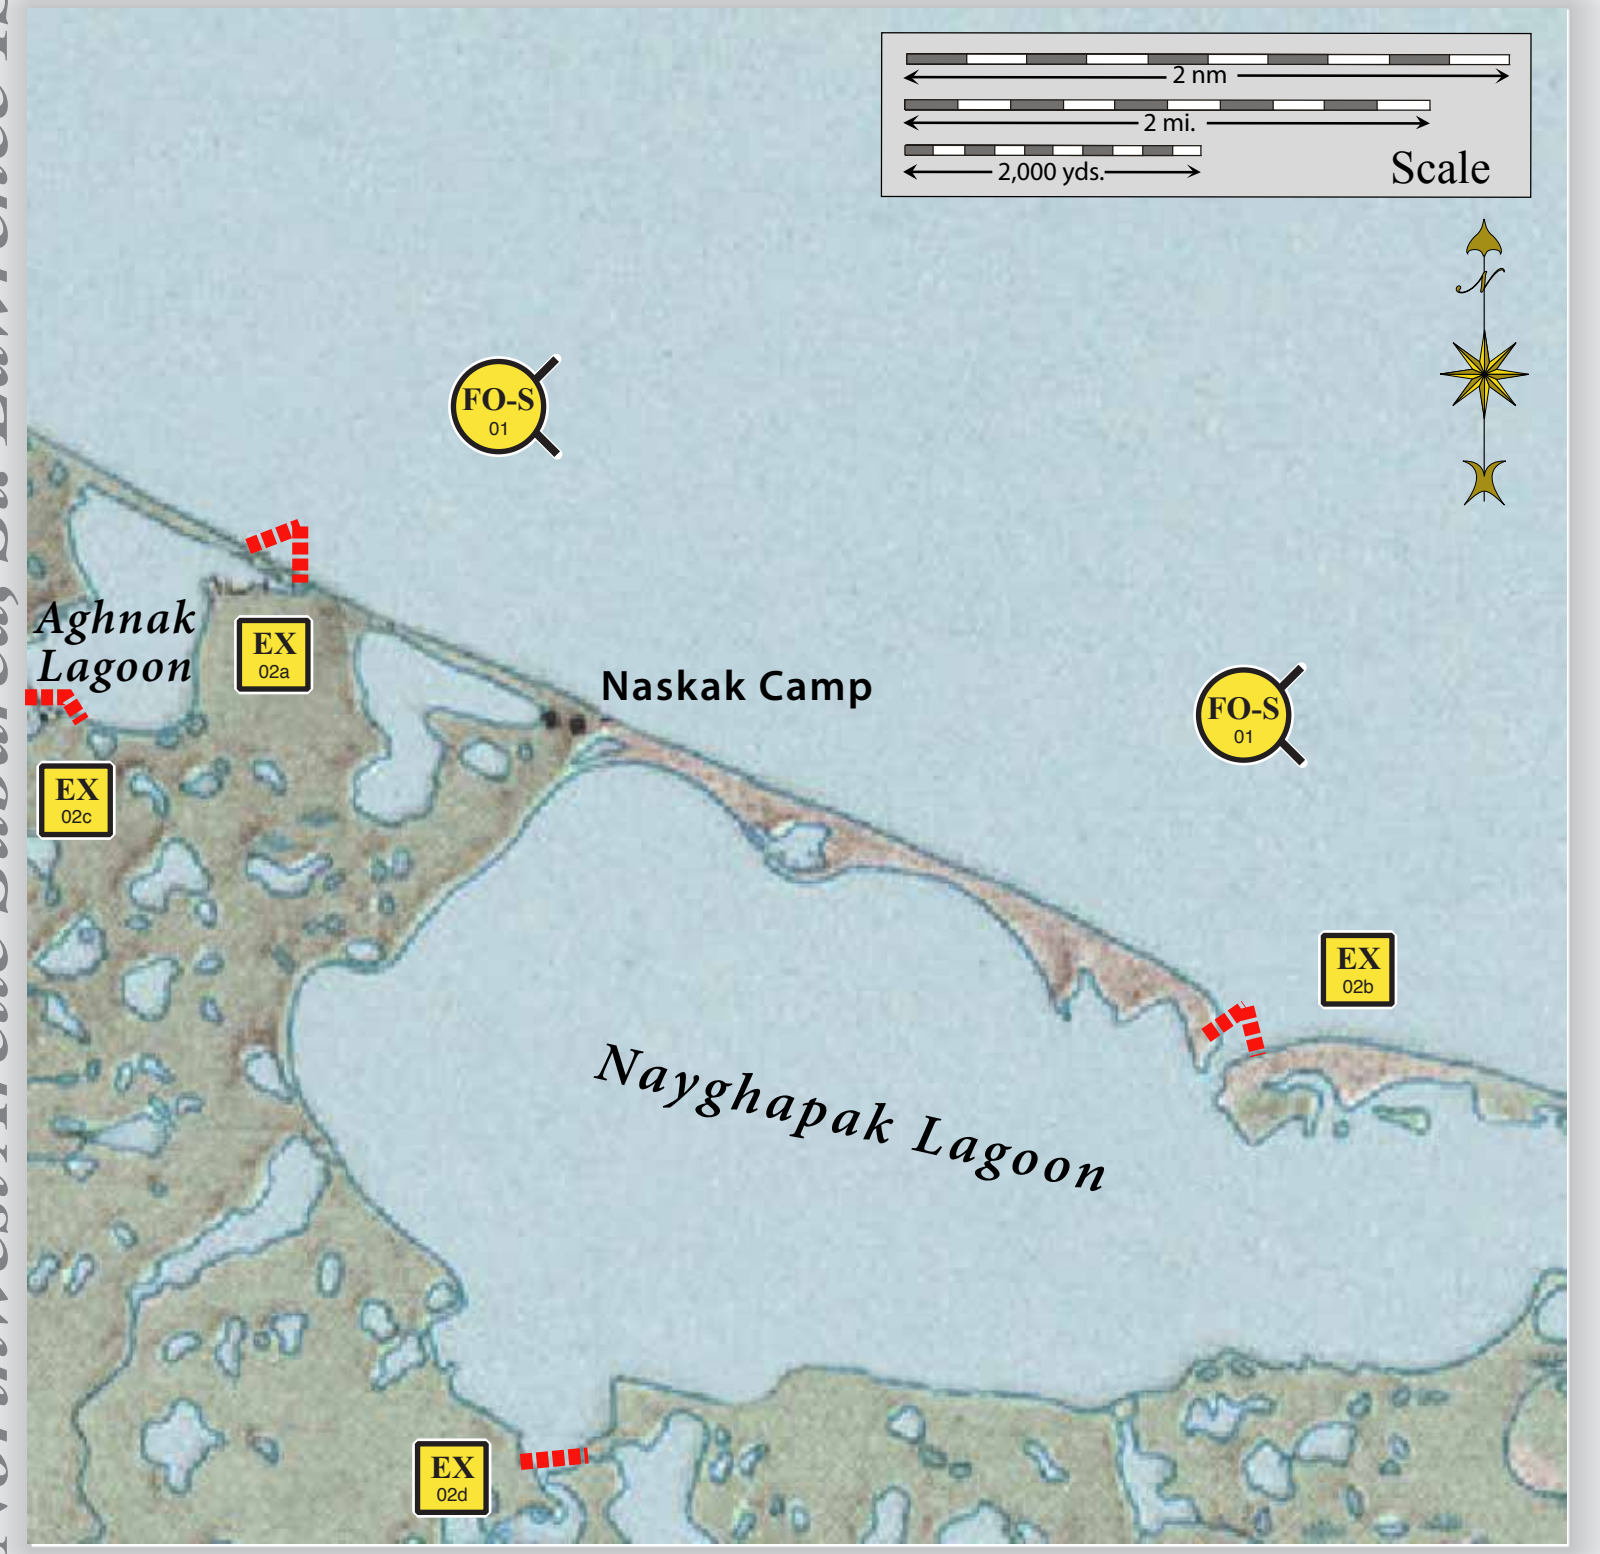 2 nm
2 mi.
2,000 yds.
Scale
N
FO-S
01
Aghnak
Lagoon
EX
02a
Naskak Camp
FO-S
01
EX
02c
EX
02b
Nayghapak Lagoon
EX
02d